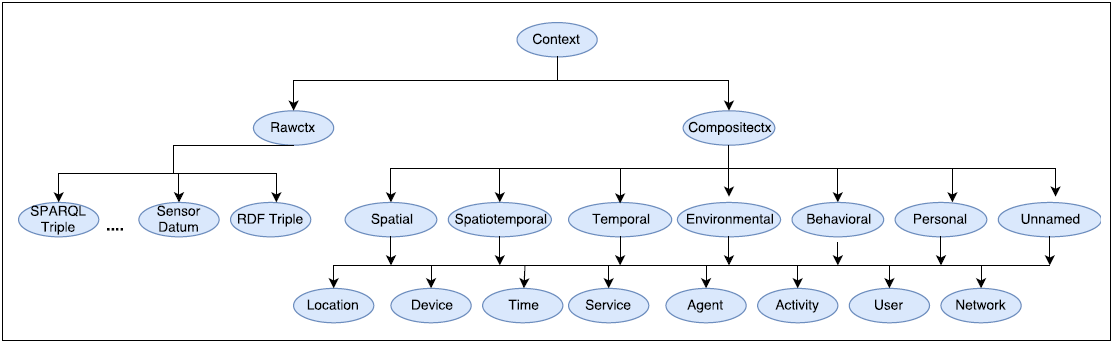 Context
Rawctx
Compositectx
SPARQL
Triple
....
Sensor
Datum
RDF Triple
Spatial
Spatiotemporal
Temporal
Environmental
Behavioral
Personal
Unnamed
Location
Device
Time
Service
Agent
Activity
User
Network